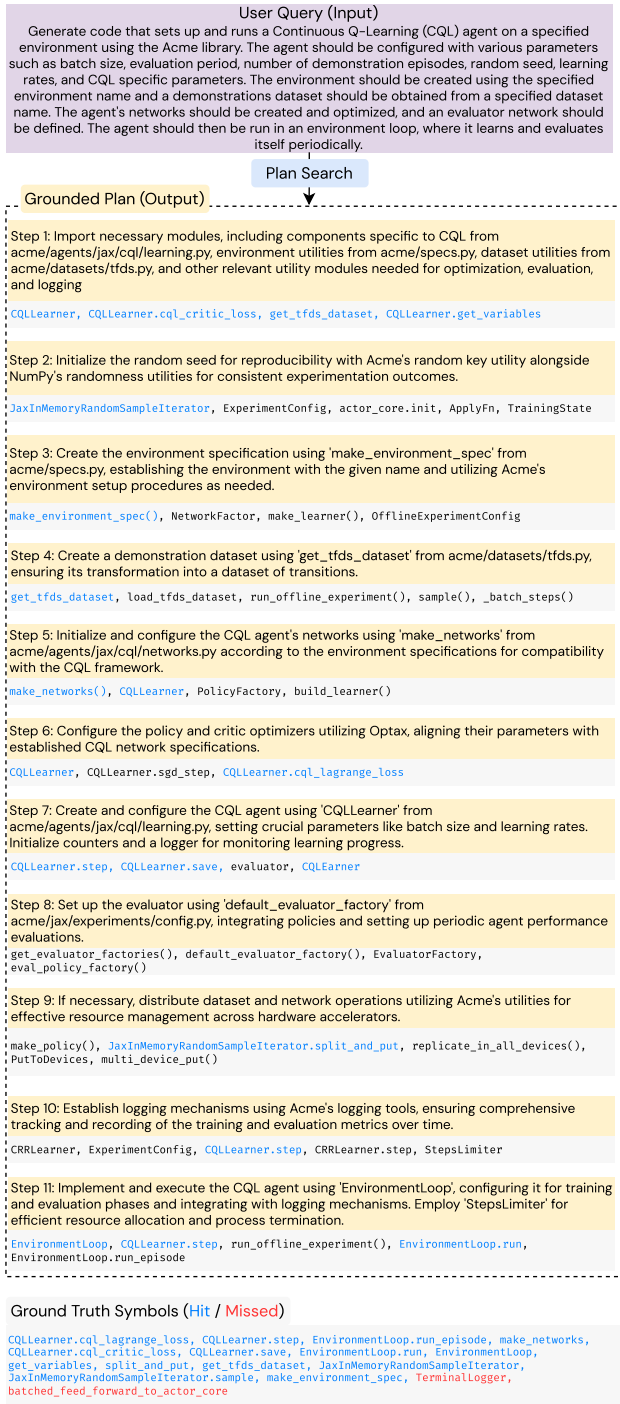 User Query (Input)
Generate code that sets up and runs a Continuous Q-Learning (CQL) agent on a specified
environment using the Acme library. The agent should be configured with various parameters
such as batch size, evaluation period, number of demonstration episodes, random seed, learning
rates, and CQL specific parameters. The environment should be created using the specified
environment name and a demonstrations dataset should be obtained from a specified dataset
name. The agent's networks should be created and optimized, and an evaluator network should
be defined. The agent should then be run in an environment loop, where it learns and evaluates
itself periodically.
Plan Search
Grounded Plan (Output)
Step 1: Import necessary modules, including components specific to CQL from
acme/agents/jax/cql/learning.py, environment utilities from acme/specs.py, dataset utilities from
acme/datasets/tfds.py, and other relevant utility modules needed for optimization, evaluation,
and logging
CQLLearner, CQLLearner.cql_critic_loss, get_tfds_dataset, CQLLearner.get_variables
Step 2: Initialize the random seed for reproducibility with Acme's random key utility alongside
NumPy's randomness utilities for consistent experimentation outcomes.
JaxInMemoryRandomSampleIterator, ExperimentConfig, actor_core.init, ApplyFn, TrainingState
Step 3: Create the environment specification using 'make_environment_spec' from
acme/specs.py, establishing the environment with the given name and utilizing Acme's
environment setup procedures as needed.
make_environment_spec(), NetworkFactor, make_learner(), OfflineExperimentConfig
Step 4: Create a demonstration dataset using 'get_tfds_dataset' from acme/datasets/tfds.py,
ensuring its transformation into a dataset of transitions.
get_tfds_dataset, load_tfds_dataset, run_offline_experiment(), sample(), _batch_steps()
Step 5: Initialize and configure the CQL agent's networks using 'make_networks' from
acme/agents/jax/cql/networks.py according to the environment specifications for compatibility
with the CQL framework.
make_networks(), CQLLearner, PolicyFactory, build_learner()
Step 6: Configure the policy and critic optimizers utilizing Optax, aligning their parameters with
established CQL network specifications.
CQLLearner, CQLLearner.sgd_step, CQLLearner.cql_lagrange_loss
Step 7: Create and configure the CQL agent using 'CQLLearner' from
acme/agents/jax/cql/learning.py, setting crucial parameters like batch size and learning rates.
Initialize counters and a logger for monitoring learning progress.
CQLLearner.step, CQLLearner.save, evaluator, CQLEarner
Step 8: Set up the evaluator using 'default_evaluator_factory' from
acme/jax/experiments/config.py, integrating policies and setting up periodic agent performance
evaluations.
get_evaluator_factories(), default_evaluator_factory(), EvaluatorFactory,
eval_policy_factory()
Step 9: If necessary, distribute dataset and network operations utilizing Acme's utilities for
effective resource management across hardware accelerators.
make_policy(), JaxInMemoryRandomSampleIterator.split_and_put, replicate_in_all_devices(),
PutToDevices, multi_device_put()
Step 10: Establish logging mechanisms using Acme's logging tools, ensuring comprehensive
tracking and recording of the training and evaluation metrics over time.
CRRLearner, ExperimentConfig, CQLLearner.step, CRRLearner.step, StepsLimiter
Step 11: Implement and execute the CQL agent using 'EnvironmentLoop', configuring it for training
and evaluation phases and integrating with logging mechanisms. Employ 'StepsLimiter' for
efficient resource allocation and process termination.
EnvironmentLoop, CQLLearner.step, run_offline_experiment(), EnvironmentLoop.run,
EnvironmentLoop.run_episode
Ground Truth Symbols (Hit / Missed)
CQLLearner.cql_lagrange_loss, CQLLearner.step, EnvironmentLoop.run_episode, make_networks,
CQLLearner.cql_critic_loss, CQLLearner.save, EnvironmentLoop.run, EnvironmentLoop,
get_variables, split_and_put, get_tfds_dataset, JaxInMemoryRandomSampleIterator,
JaxInMemoryRandomSampleIterator.sample, make_environment_spec, TerminalLogger,
batched_feed_forward_to_actor_core